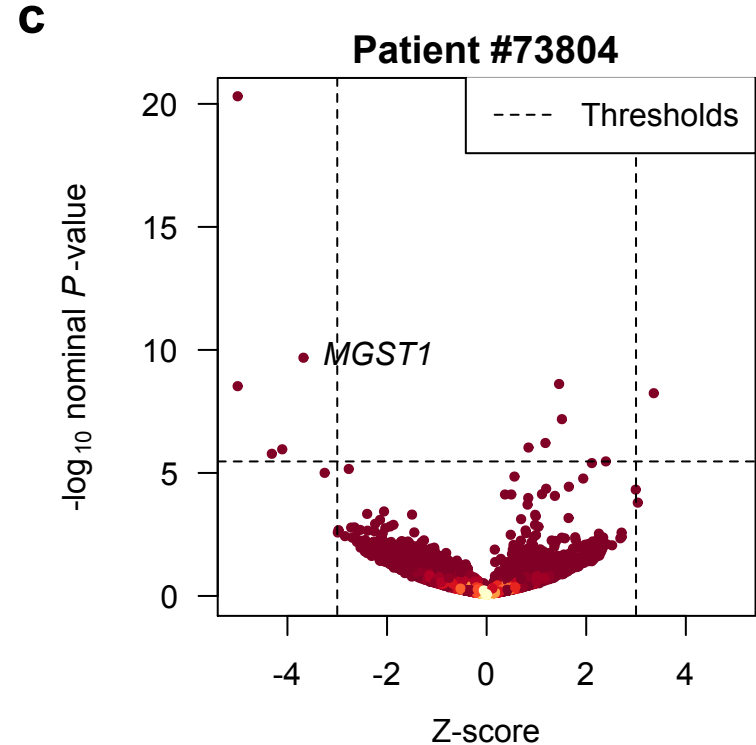 c
Patient #73804
Thresholds
-log10 nominal P-value
20
15
10
5
0
MGST1
-4 -2 0 2 4
Z-score